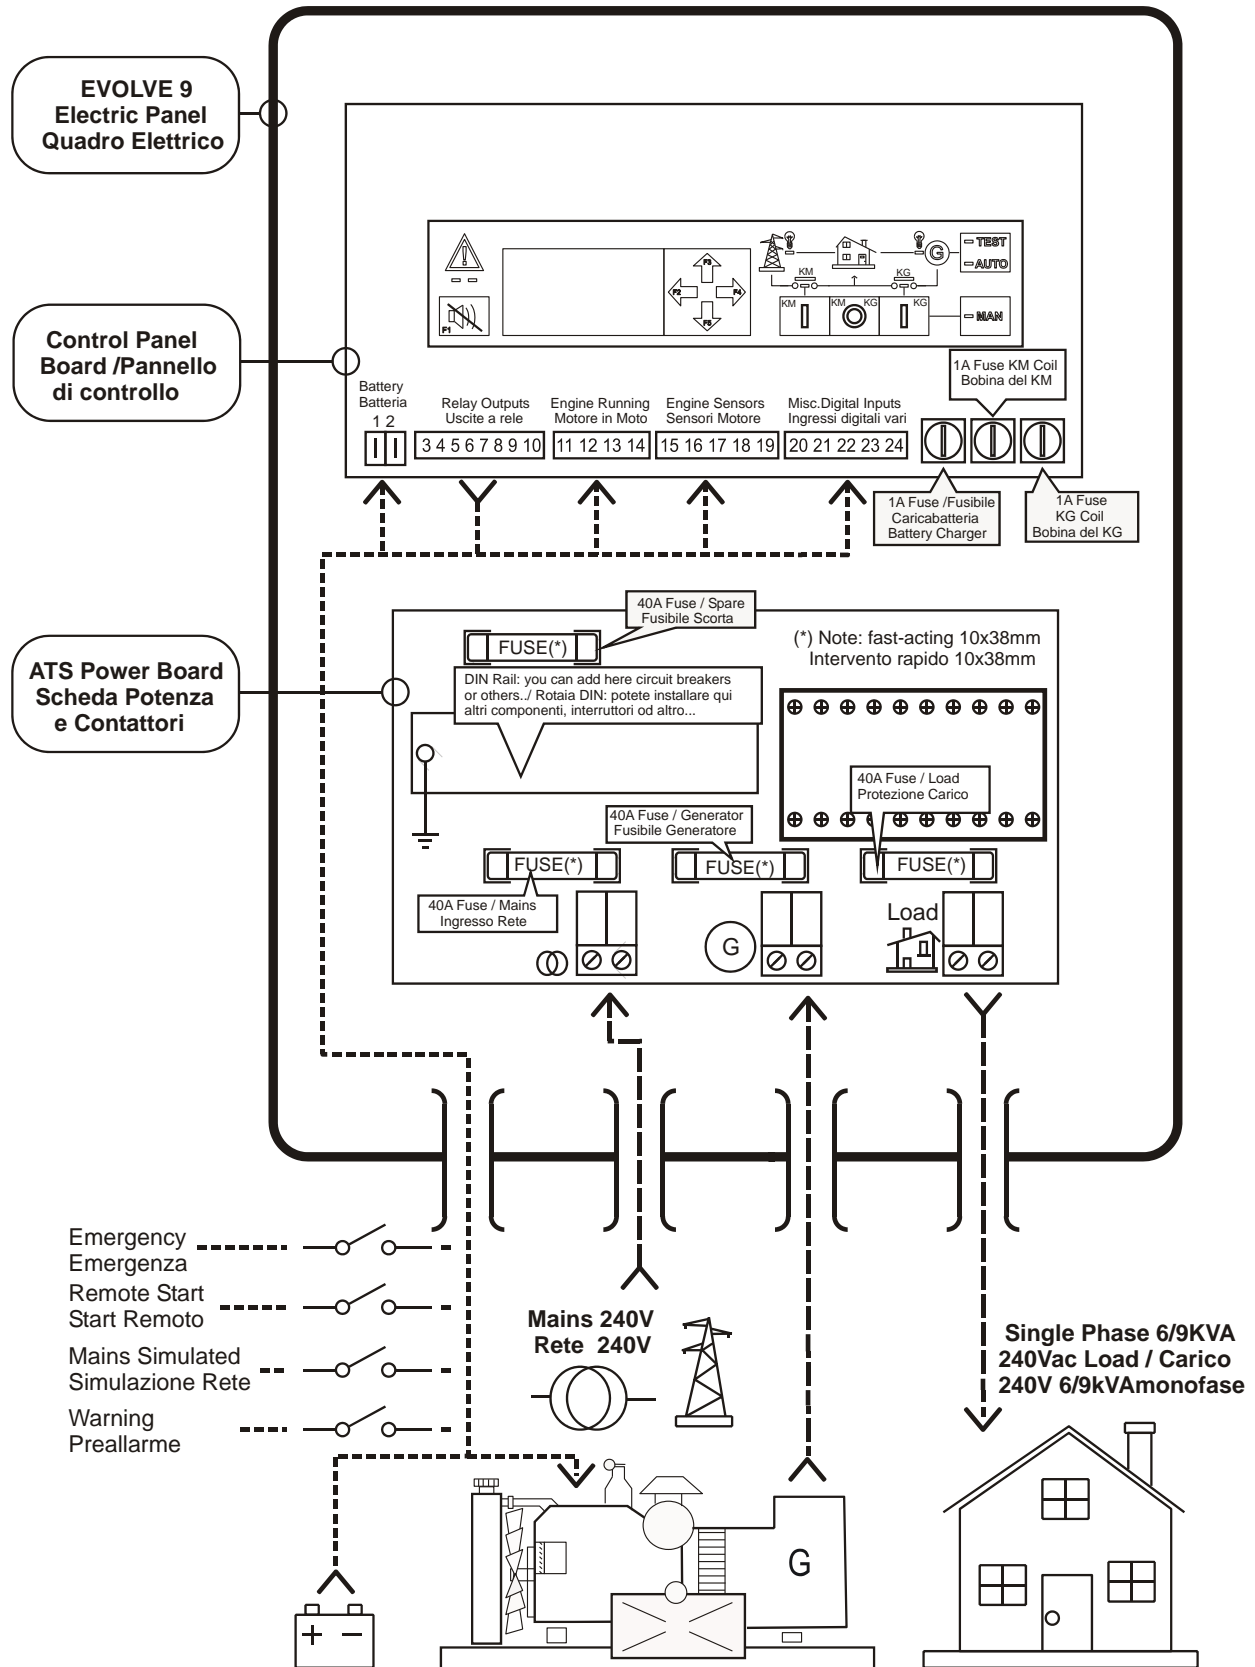 EVOLVE 9
Electric Panel
Quadro Elettrico
TEST
AUTO
F3
F2
F4
F5
G
KM
KG
KM
KM
KG
KG
MAN
F1
Control Panel
Board /Pannello
di controllo
1A Fuse KM Coil
Bobina del KM
Battery
Batteria
1 2
Relay Outputs
Uscite a rele
3 4 5 6 7 8 9 10
Engine Running
Motore in Moto
11 12 13 14
Engine Sensors
Sensori Motore
15 16 17 18 19
Misc.Digital Inputs
Ingressi digitali vari
20 21 22 23 24
1A Fuse /Fusibile
Caricabatteria
Battery Charger
1A Fuse
KG Coil
Bobina del KG
ATS Power Board
Scheda Potenza
e Contattori
40A Fuse / Spare
Fusibile Scorta
FUSE(*)
(*) Note: fast-acting 10x38mm
Intervento rapido 10x38mm
DIN Rail: you can add here circuit breakers
or others../ Rotaia DIN: potete installare qui
altri componenti, interruttori od altro...
40A Fuse / Load
Protezione Carico
40A Fuse / Generator
Fusibile Generatore
FUSE(*)
FUSE(*)
FUSE(*)
40A Fuse / Mains
Ingresso Rete
G
Load
Emergency
Emergenza
Remote Start
Start Remoto
Mains Simulated
Simulazione Rete
Warning
Preallarme
Mains 240V
Rete 240V
Single Phase 6/9KVA
240Vac Load / Carico
240V 6/9kVAmonofase
G
+ −